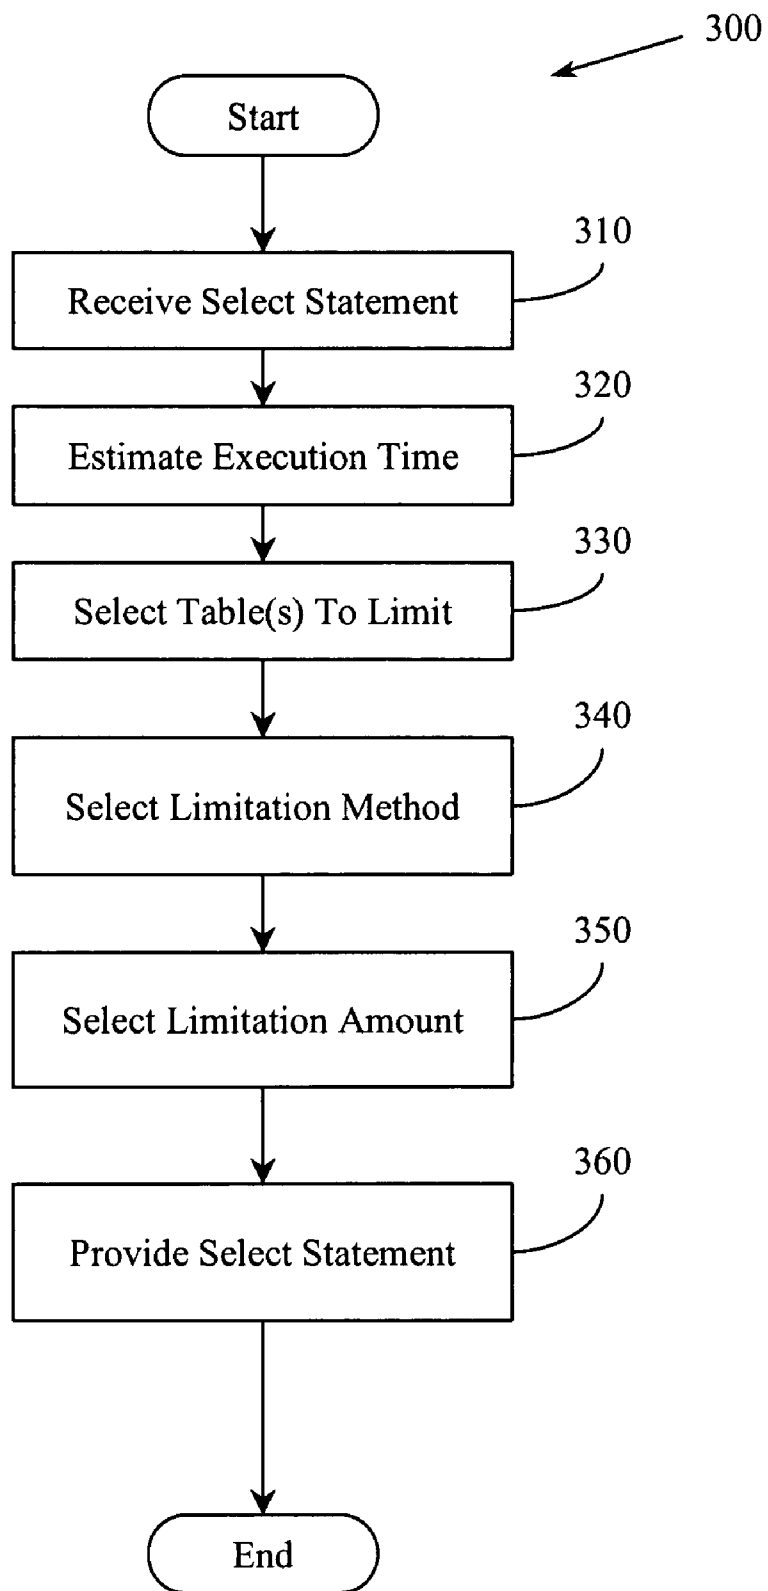 300
Start
310
Receive Select Statement
320
Estimate Execution Time
330
Select Table(s) To Limit
340
Select Limitation Method
350
Select Limitation Amount
360
Provide Select Statement
End